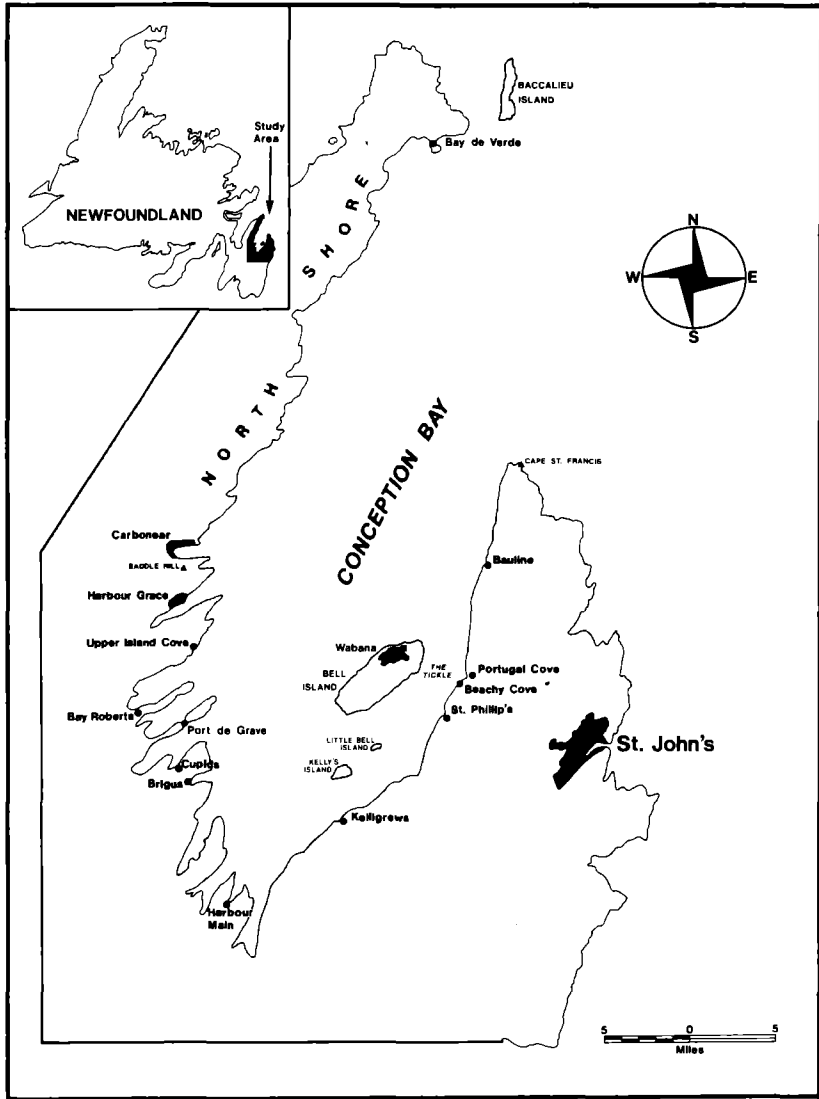 BACCALIEU
ISLAND
Study
Area
Bay de Verde
NEWFOUNDLAND
NORTH SHORE
N
W E
S
CONCEPTION BAY
CAPE ST. FRANCIS
Carbonear
Bauline
SADDLE HILL
Harbour Grace
Upper Island Cove
Wabana
THE
TICKLE
Portugal Cove
BELL
ISLAND
Beachy Cove
Bay Roberts
St. Phillip's
Port de Grave
LITTLE BELL
ISLAND
St. John's
KELLY'S
ISLAND
Cupids
Brigus
Kelligrews
Harbour
Main
5 0 5
Miles